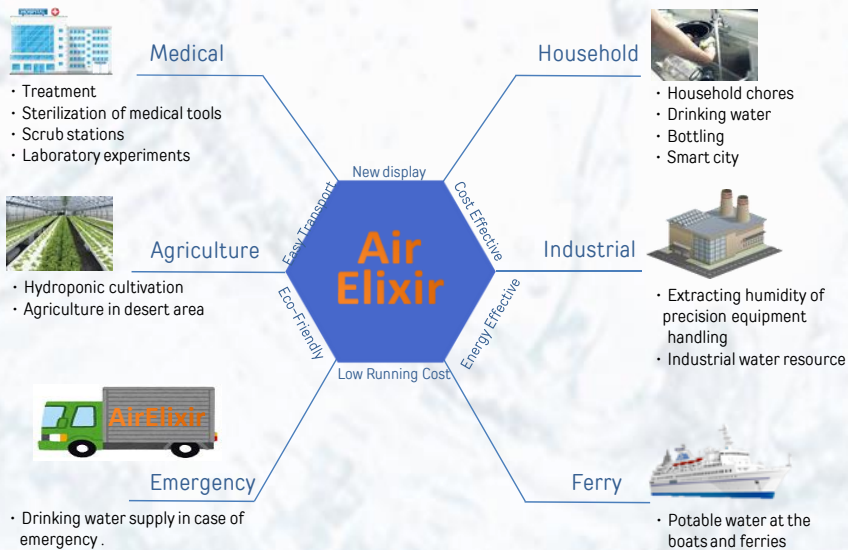 HOSPITAL
Medical
・ Treatment
・ Sterilization of medical tools
・ Scrub stations
・ Laboratory experiments
Household
・ Household chores
・ Drinking water
・ Bottling
・ Smart city
New display
Easy Transport
Cost Effective
Air
Elixir
Eco-Friendly
Energy Effective
Low Running Cost
Agriculture
・ Hydroponic cultivation
・ Agriculture in desert area
Industrial
・ Extracting humidity of
precision equipment
handling
・ Industrial water resource
AirElixir
Emergency
・ Drinking water supply in case of
emergency .
Ferry
・ Potable water at the
boats and ferries